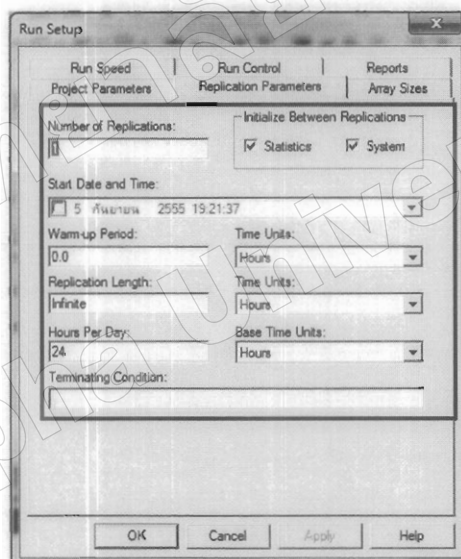 Run Setup
Run Speed Run Control Reports
Project Parameters Replication Parameters Array Sizes
Number of Replications:
Initialize Between Replications
Statistics System
Start Date and Time:
5 กันยายน 2555 19:21:37
Warm-up Period: Time Units:
0.0 Hours
Replication Length: Time Units:
Infinite Hours
Hours Per Day: Base Time Units:
24 Hours
Terminating Condition:
OK Cancel Apply Help